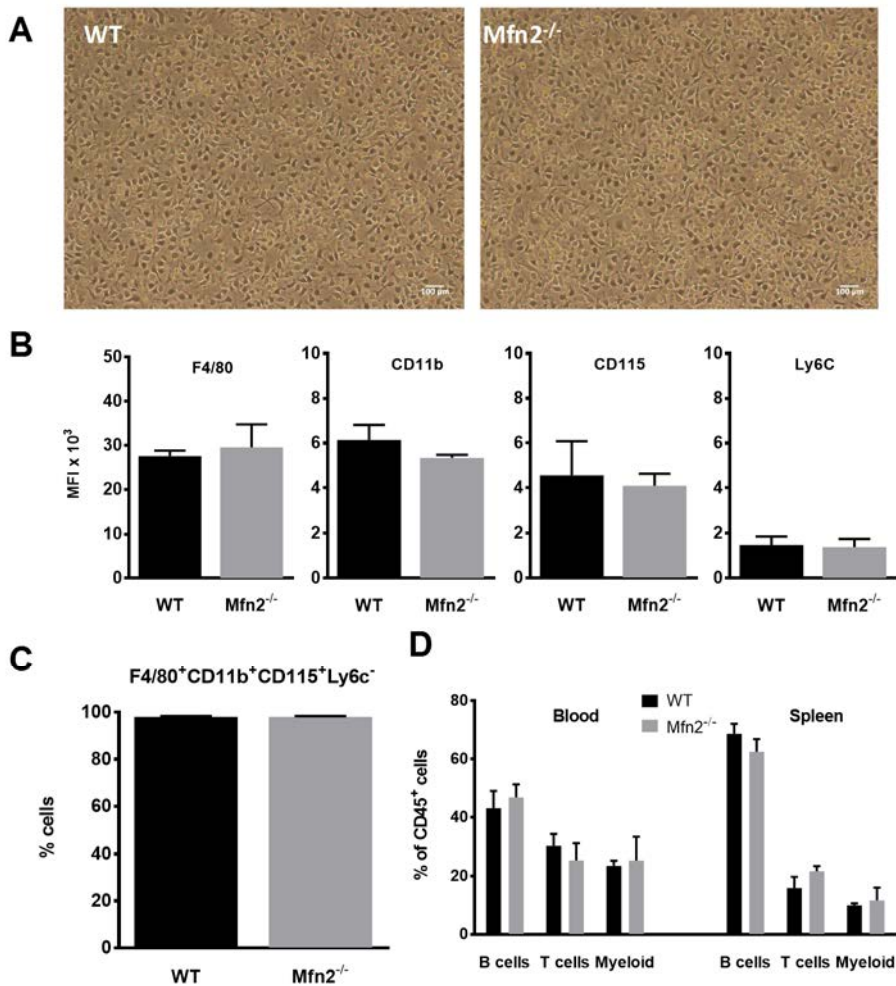 A
WT
Mfn2-/-
100 µm
100 µm
B
F4/80
CD11b
CD115
Ly6C
MFI x 10³
50
40
30
20
10
0
10
8
6
4
2
0
10
8
6
4
2
0
10
8
6
4
2
0
WT Mfn2-/-
WT Mfn2-/-
WT Mfn2-/-
WT Mfn2-/-
C
F4/80+CD11b+CD115+Ly6c-
% cells
100
80
60
40
20
0
WT Mfn2-/-
D
Blood
WT
Mfn2-/-
Spleen
% of CD45+ cells
80
60
40
20
0
B cells T cells Myeloid
B cells T cells Myeloid